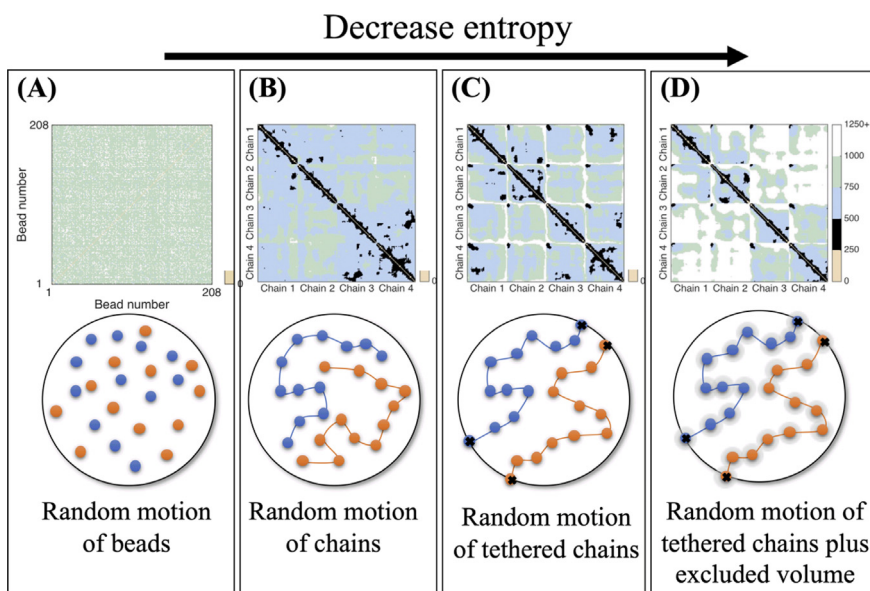 Decrease entropy
(A)
208
Bead number
1
1
208
Bead number
0
Random motion
of beads
(B)
Chain 1
Chain 2
Chain 3
Chain 4
Chain 1 Chain 2 Chain 3 Chain 4
0
Random motion
of chains
(C)
Chain 1
Chain 2
Chain 3
Chain 4
Chain 1 Chain 2 Chain 3 Chain 4
0
Random motion
of tethered chains
(D)
Chain 1
Chain 2
Chain 3
Chain 4
Chain 1 Chain 2 Chain 3 Chain 4
1250+
1000
750
500
250
0
Random motion of
tethered chains plus
excluded volume